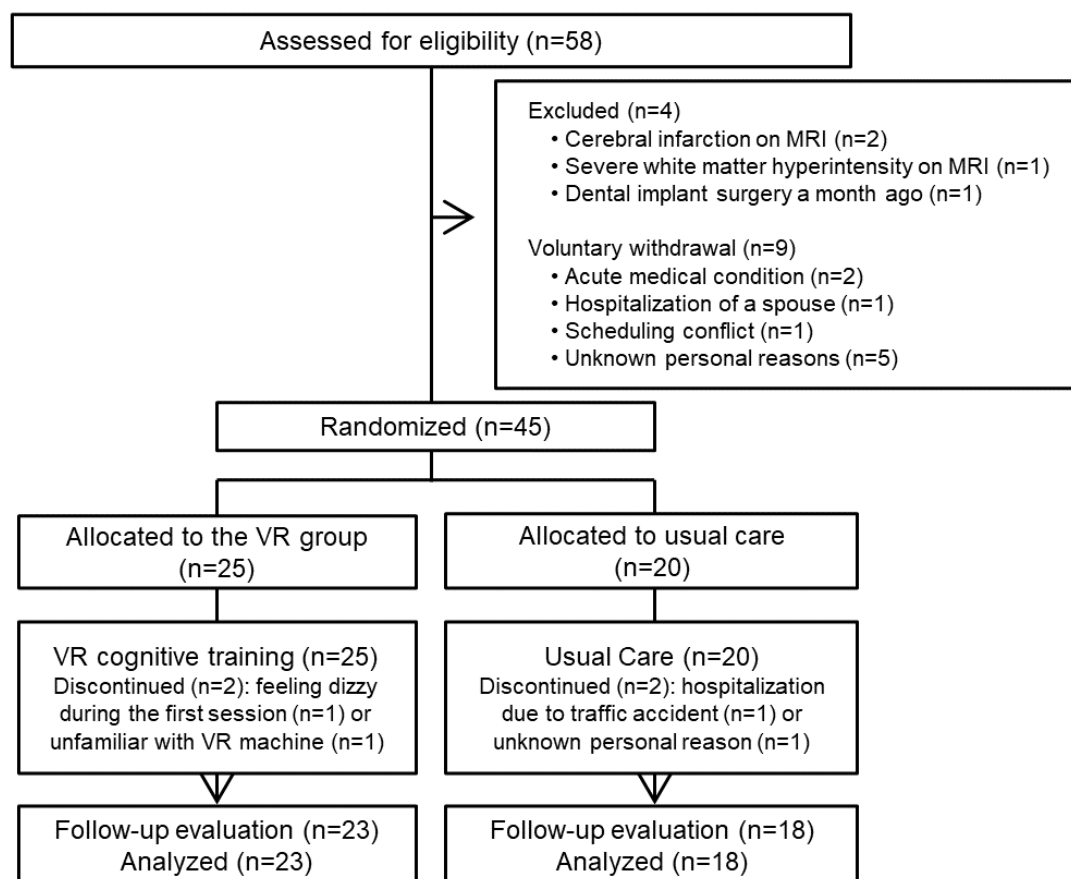 Assessed for eligibility (n=58)
Excluded (n=4)
• Cerebral infarction on MRI (n=2)
• Severe white matter hyperintensity on MRI (n=1)
• Dental implant surgery a month ago (n=1)
Voluntary withdrawal (n=9)
• Acute medical condition (n=2)
• Hospitalization of a spouse (n=1)
• Scheduling conflict (n=1)
• Unknown personal reasons (n=5)
Randomized (n=45)
Allocated to the VR group
(n=25)
Allocated to usual care
(n=20)
VR cognitive training (n=25)
Discontinued (n=2): feeling dizzy
during the first session (n=1) or
unfamiliar with VR machine (n=1)
Usual Care (n=20)
Discontinued (n=2): hospitalization
due to traffic accident (n=1) or
unknown personal reason (n=1)
Follow-up evaluation (n=23)
Analyzed (n=23)
Follow-up evaluation (n=18)
Analyzed (n=18)